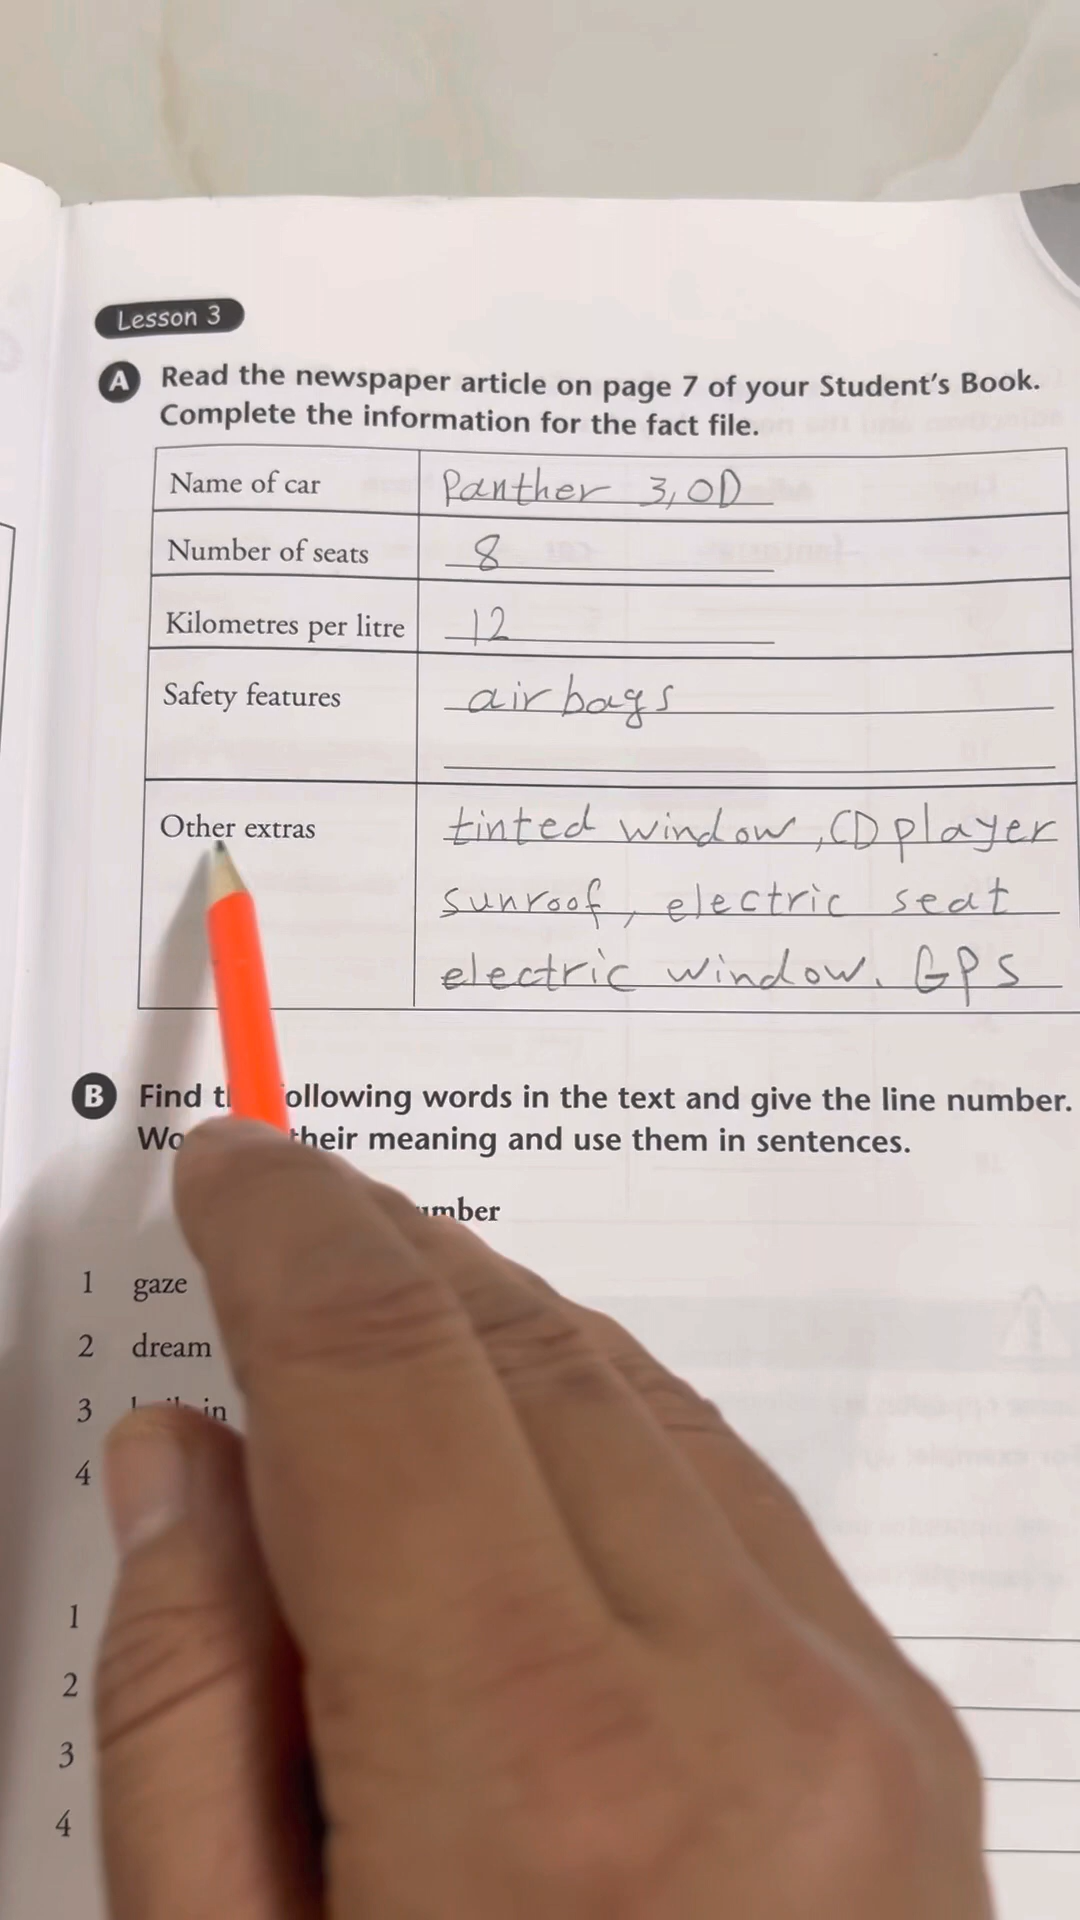 Lesson 3
A Read the newspaper article on page 7 of your Student's Book.
Complete the information for the fact file.
Name of car Panther 3,0D
Number of seats 8
Kilometres per litre 12
Safety features air bags
Other extras tinted window, CD player
sunroof, electric seat
electric window. GPS
B Find following words in the text and give the line number.
their meaning and use them in sentences.
1 gaze
2 dream
3 in
4
1
2
3
4